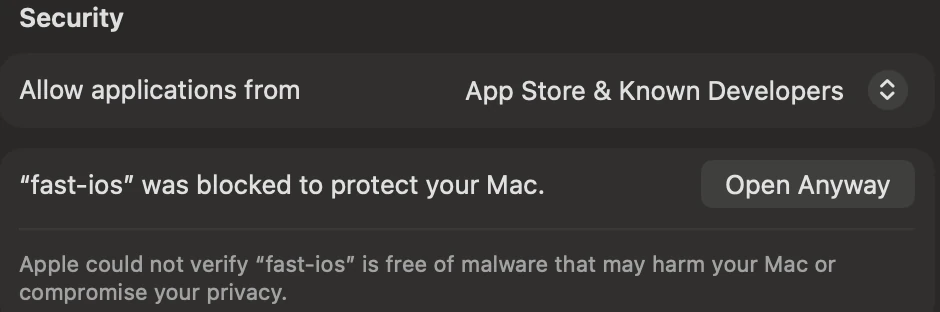 Security
Allow applications from
App Store & Known Developers
“fast-ios” was blocked to protect your Mac.
Open Anyway
Apple could not verify “fast-ios” is free of malware that may harm your Mac or
compromise your privacy.